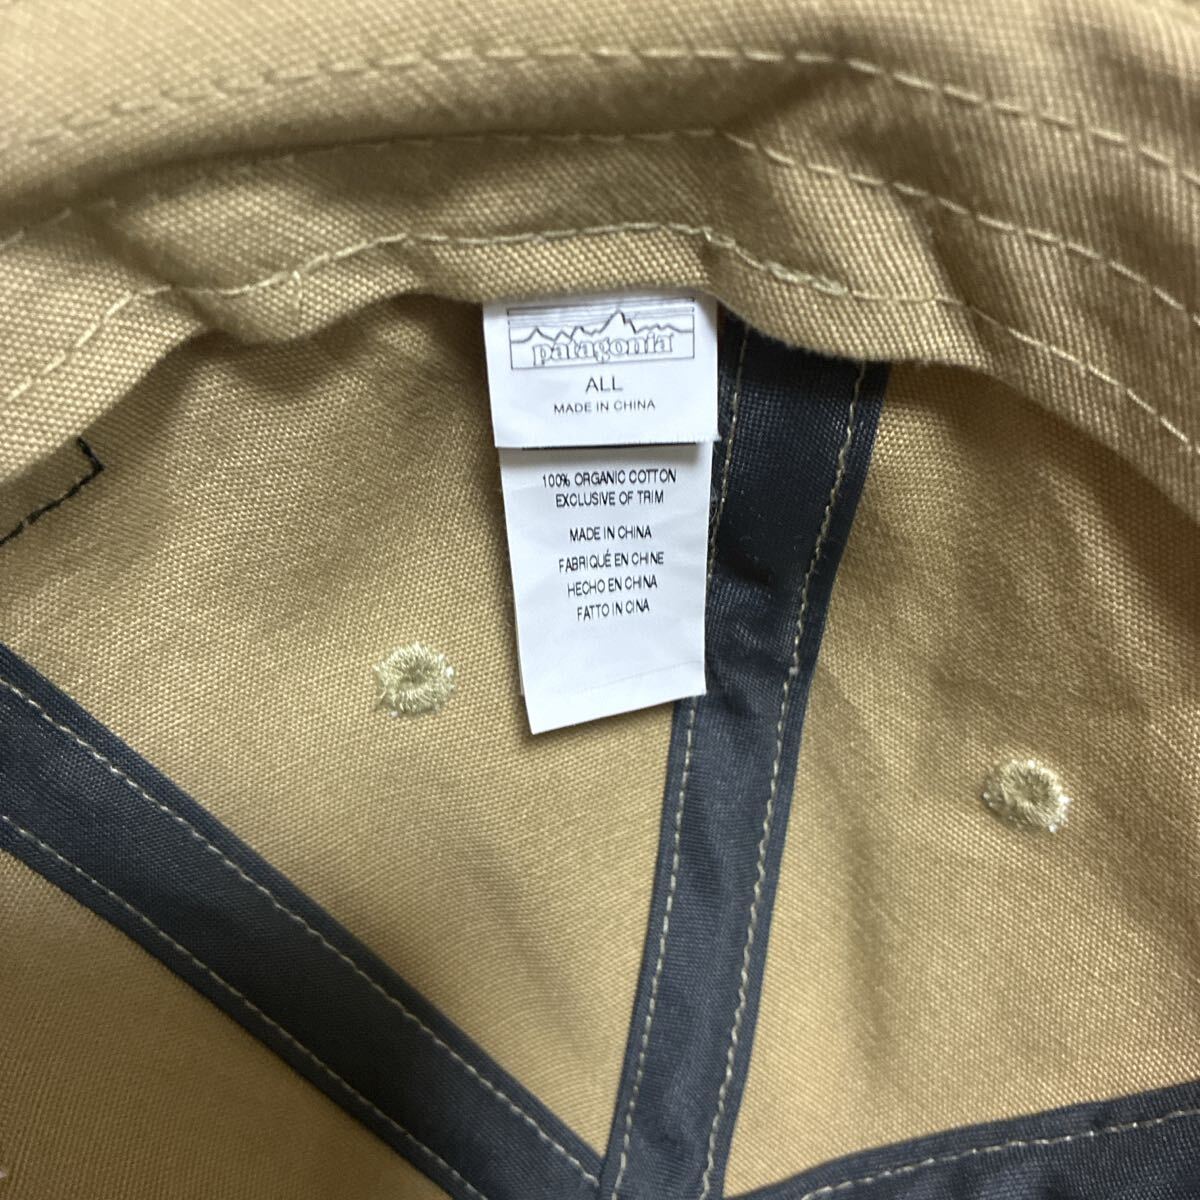 patagonia
ALL
MADE IN CHINA
100% ORGANIC COTTON
EXCLUSIVE OF TRIM
MADE IN CHINA
FABRIQUÉ EN CHINE
HECHO EN CHINA
FATTO IN CINA